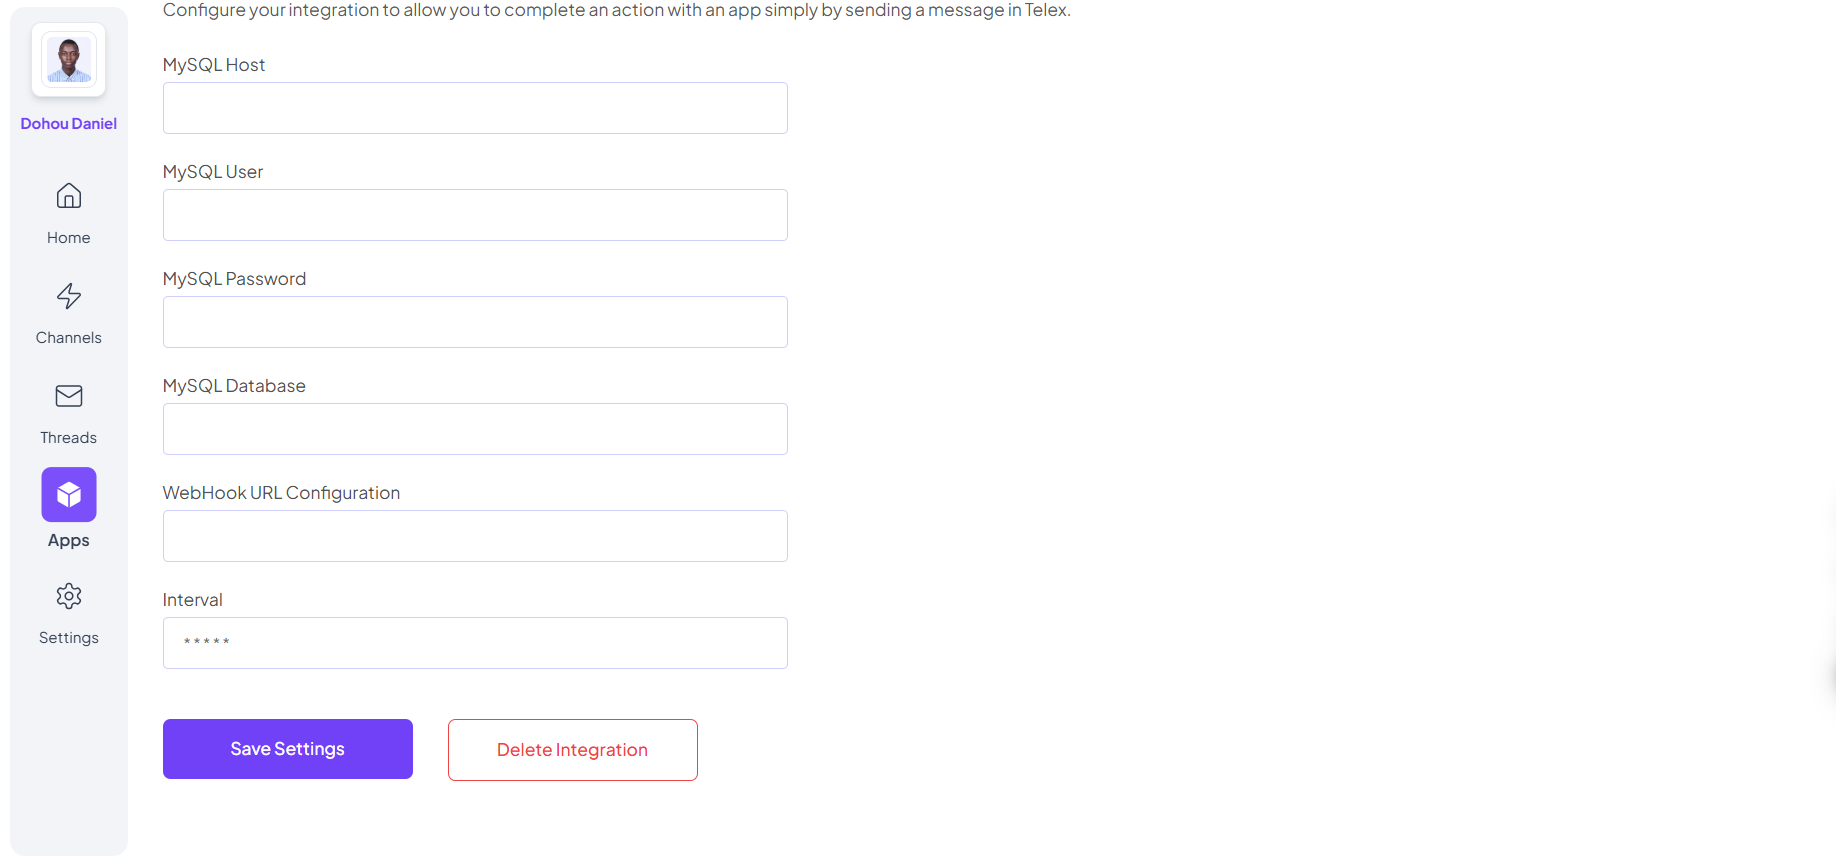 Configure your integration to allow you to complete an action with an app simply by sending a message in Telex.
Dohou Daniel
Home
Channels
Threads
Apps
Settings
MySQL Host
MySQL User
MySQL Password
MySQL Database
WebHook URL Configuration
Interval
* * * * *
Save Settings
Delete Integration